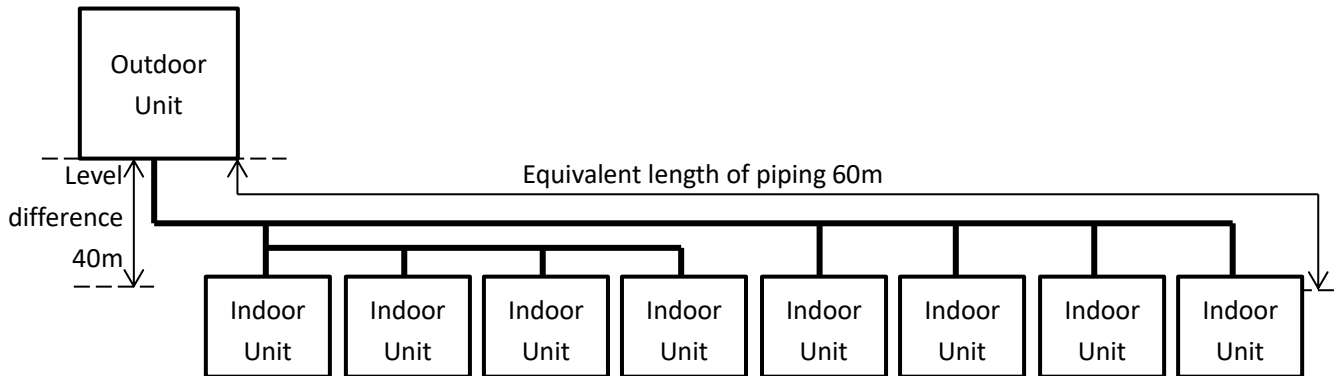 Outdoor
Unit
Level
difference
40m
Equivalent length of piping 60m
Indoor
Unit
Indoor
Unit
Indoor
Unit
Indoor
Unit
Indoor
Unit
Indoor
Unit
Indoor
Unit
Indoor
Unit